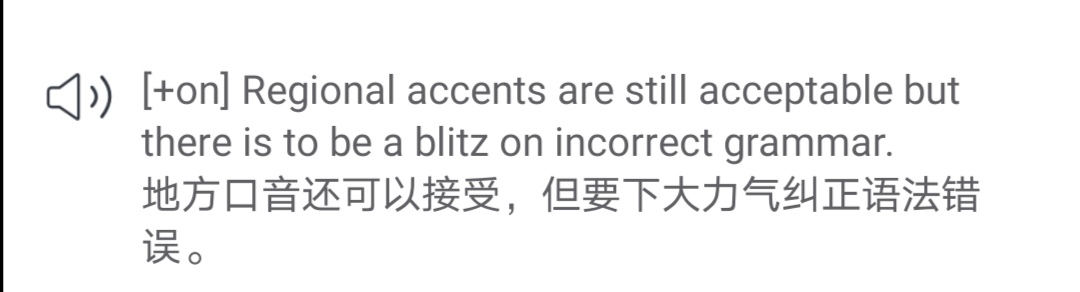 [+on] Regional accents are still acceptable but
there is to be a blitz on incorrect grammar.
地方口音还可以接受，但要下大力气纠正语法错
误。